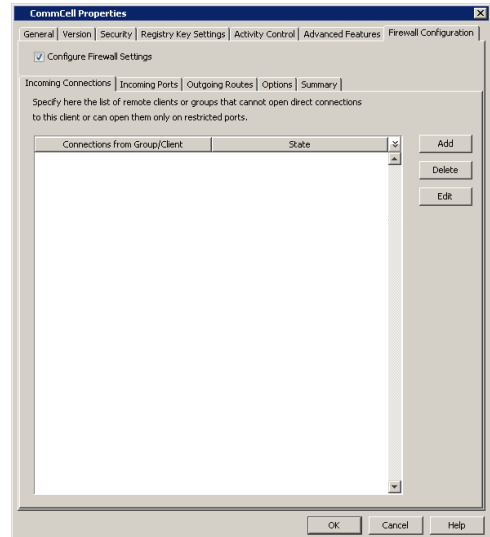 CommCell Properties
General Version Security Registry Key Settings Activity Control Advanced Features Firewall Configuration
Configure Firewall Settings
Incoming Connections Incoming Ports Outgoing Routes Options Summary
Specify here the list of remote clients or groups that cannot open direct connections
to this client or can open them only on restricted ports.
Connections from Group/Client State
Add
Delete
Edit
OK Cancel Help